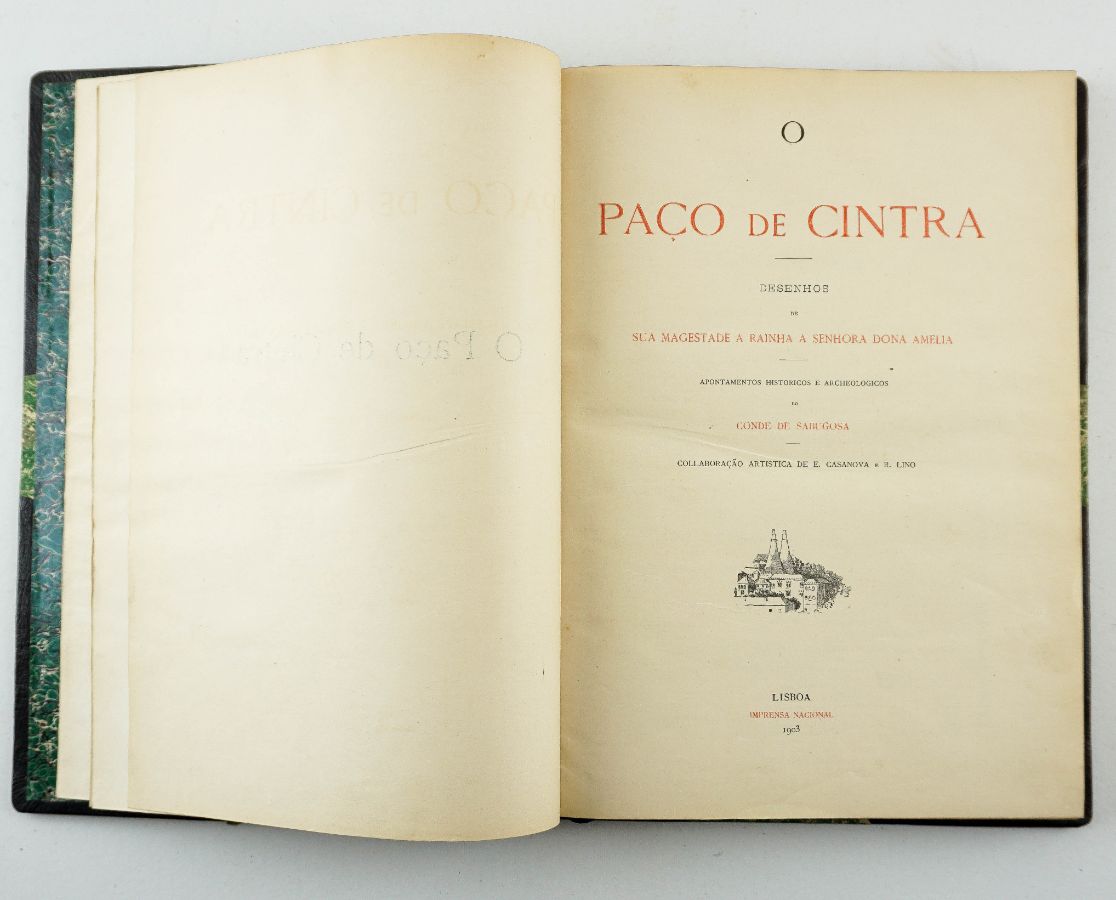 O
PAÇO DE CINTRA
DESENHOS
DE
SUA MAGESTADE A RAINHA A SENHORA DONA AMELIA
APONTAMENTOS HISTORICOS E ARCHEOLOGICOS
DO
CONDE DE SABUGOSA
COLLABORAÇÃO ARTISTICA DE E. CASANOVA E R. LINO
LISBOA
IMPRENSA NACIONAL
1903